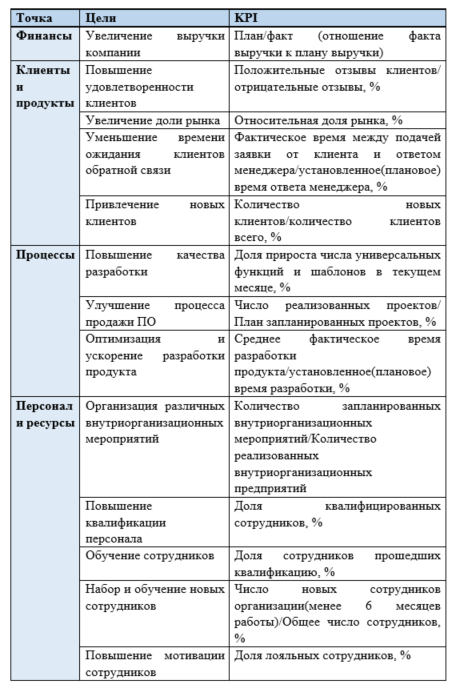 Точка Цели KPI
Финансы Увеличение выручки План/факт (отношение факта
компании выручки к плану выручки)
Клиенты Повышение Положительные отзывы клиентов/
и удовлетворенности отрицательные отзывы, %
продукты клиентов
Увеличение доли рынка Относительная доля рынка, %
Уменьшение времени Фактическое время между подачей
ожидания клиентов заявки от клиента и ответом
обратной связи менеджера/установленное(плановое)
время ответа менеджера, %
Привлечение новых Количество новых
клиентов клиентов/количество клиентов
всего, %
Процессы Повышение качества Доля прироста числа универсальных
разработки функций и шаблонов в текущем
месяце, %
Улучшение процесса Число реализованных проектов/
продажи ПО План запланированных проектов, %
Оптимизация и Среднее фактическое время
ускорение разработки разработки
продукта продукта/установленное(плановое)
время разработки, %
Персонал Организация различных Количество запланированных
и ресурсы внутриорганизационных внутриорганизационных
мероприятий мероприятий/Количество
реализованных
внутриорганизационных
предприятий
Повышение Доля квалифицированных
квалификации сотрудников, %
персонала
Обучение сотрудников Доля сотрудников прошедших
квалификацию, %
Набор и обучение новых Число новых сотрудников
сотрудников организации(менее 6 месяцев
работы)/Общее число сотрудников,
%
Повышение мотивации Доля лояльных сотрудников, %
сотрудников